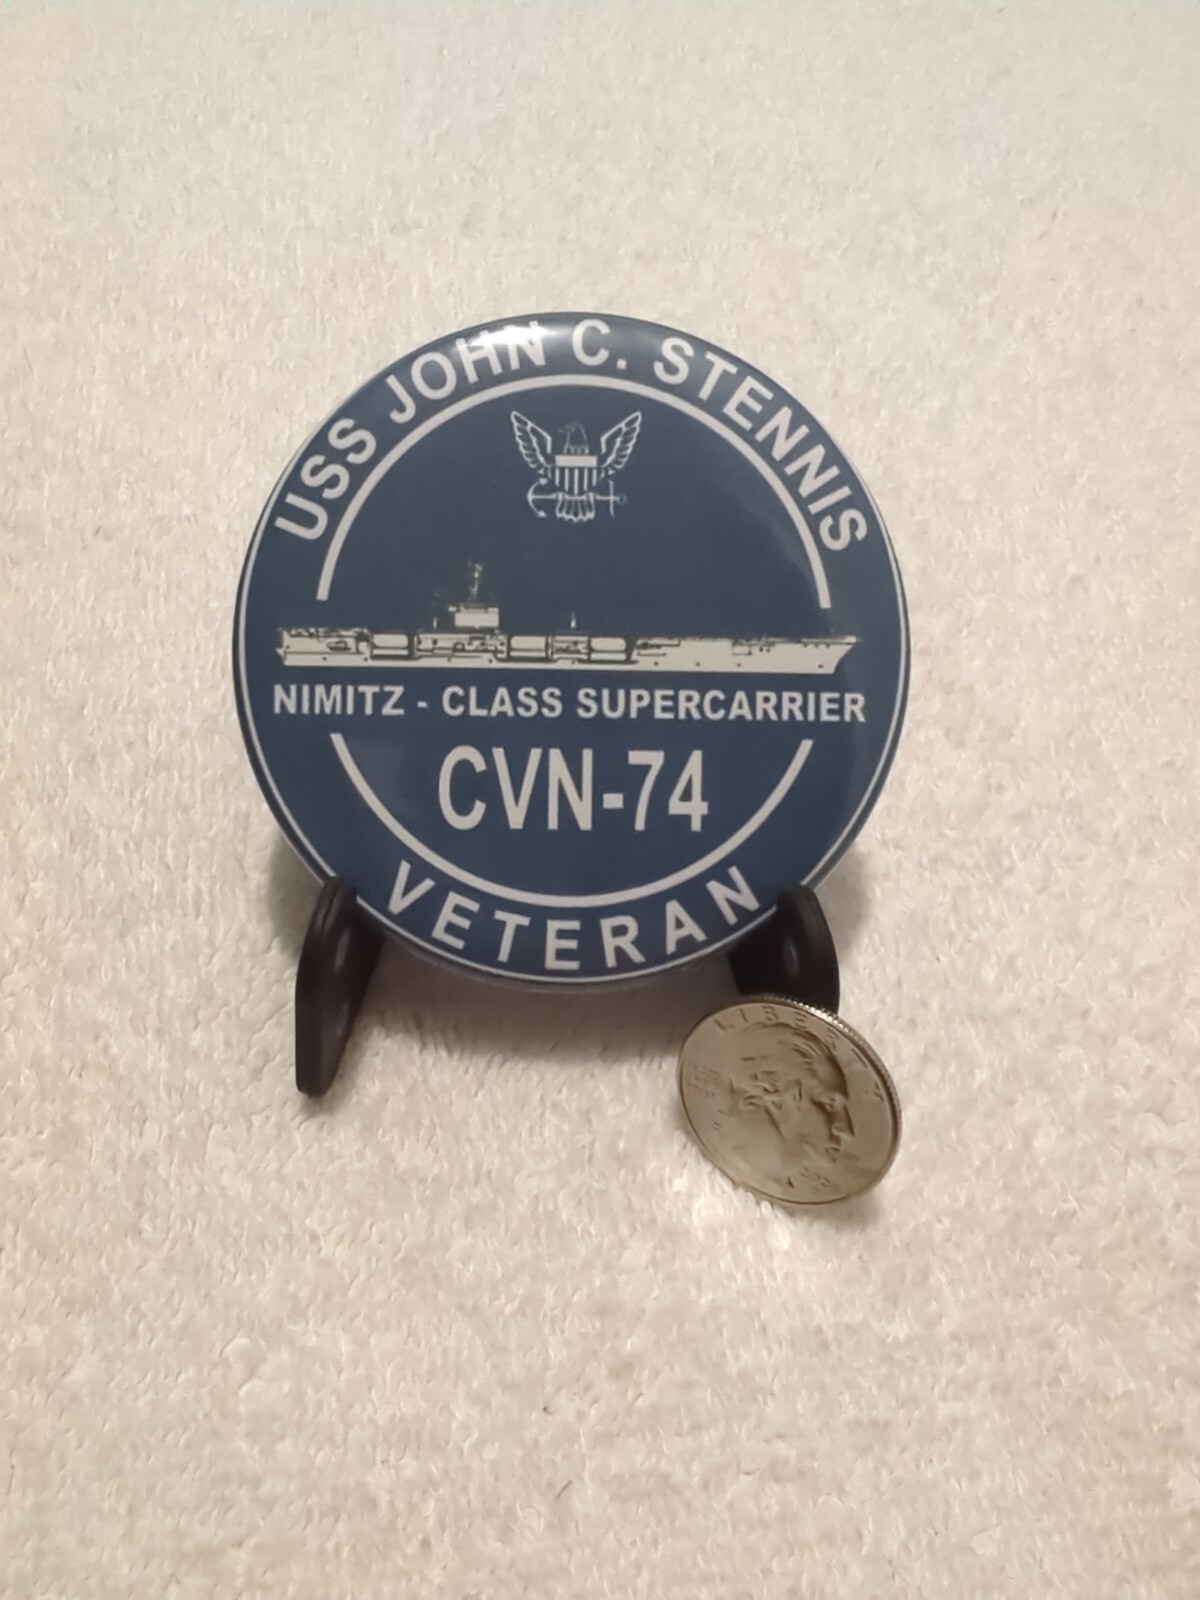 USS JOHN C. STENNIS
NIMITZ - CLASS SUPERCARRIER
CVN-74
VETERAN
LIBERTY